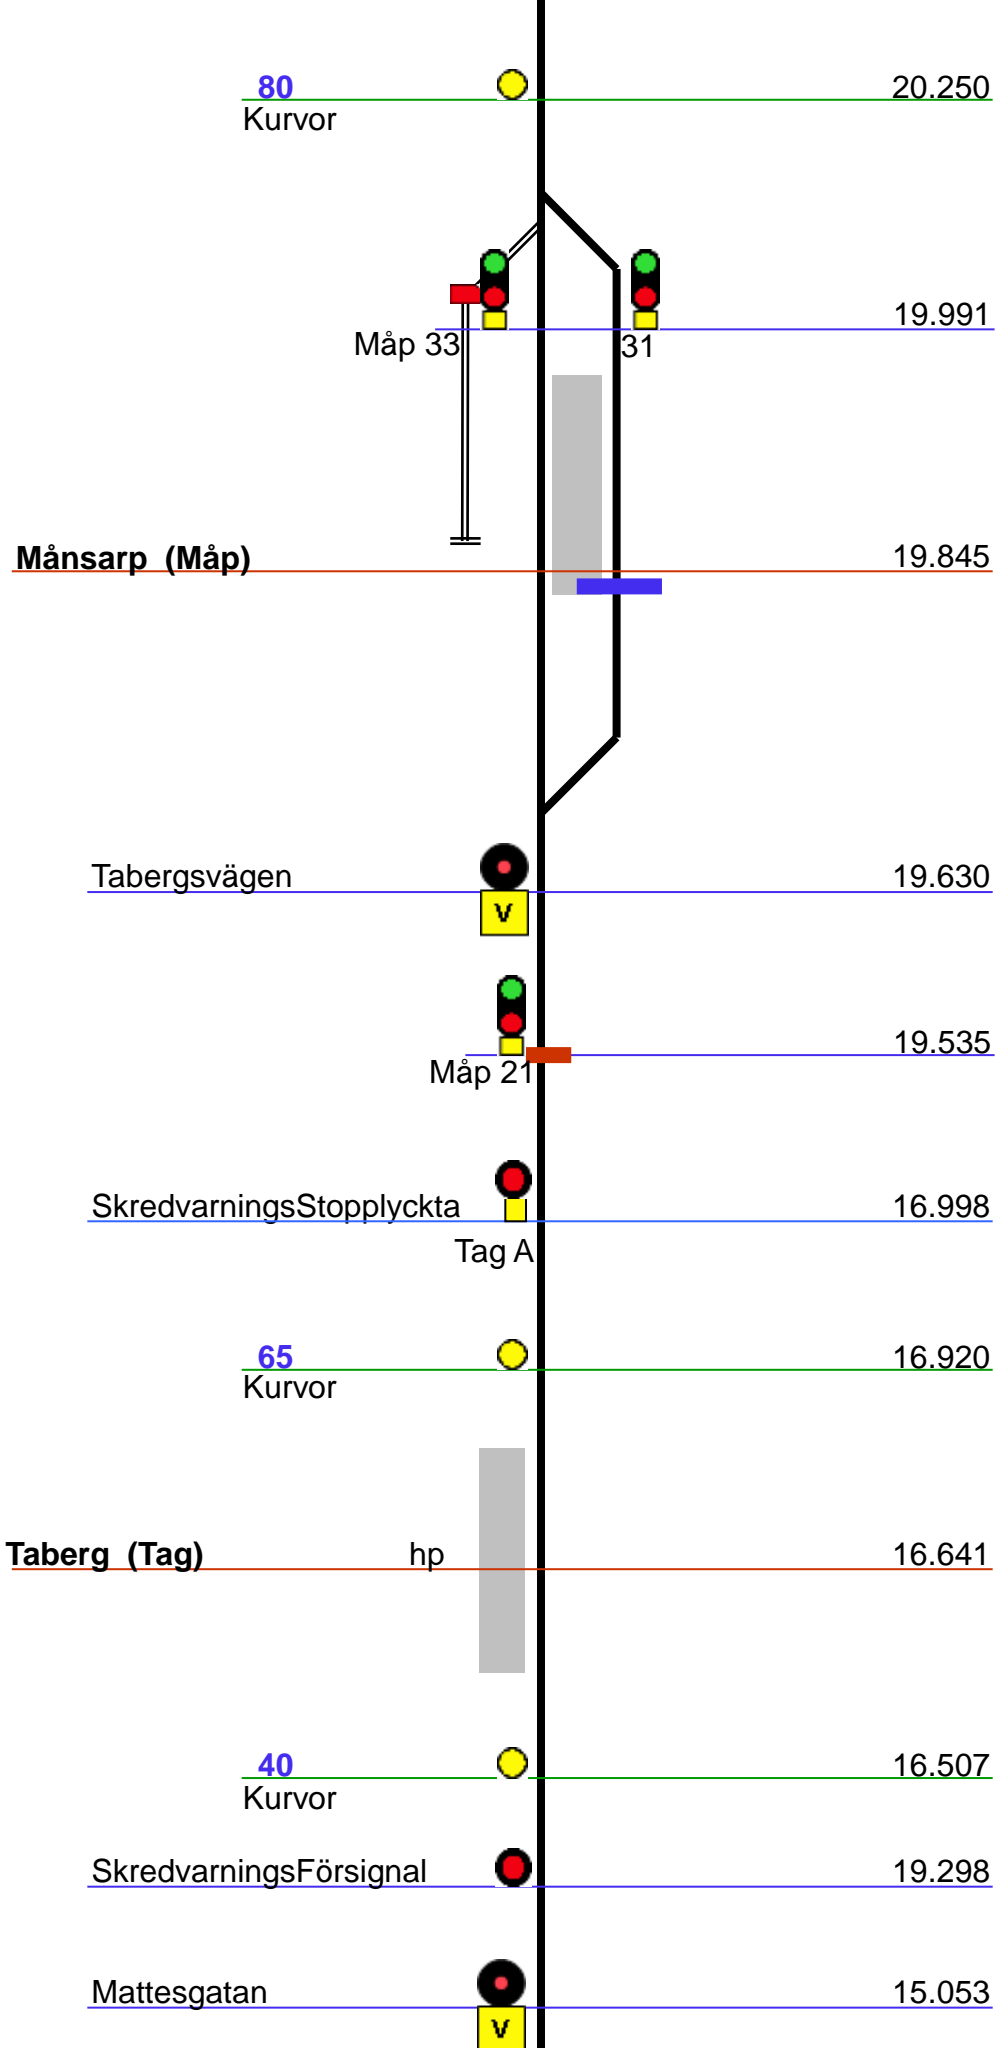 80 20.250
Kurvor
19.991
Måp 33 31
Månsarp (Måp) 19.845
Tabergsvägen 19.630
V
19.535
Måp 21
SkredvarningsStopplyckta 16.998
Tag A
65 16.920
Kurvor
Taberg (Tag) hp 16.641
40 16.507
Kurvor
SkredvarningsFörsignal 19.298
Mattesgatan 15.053
V